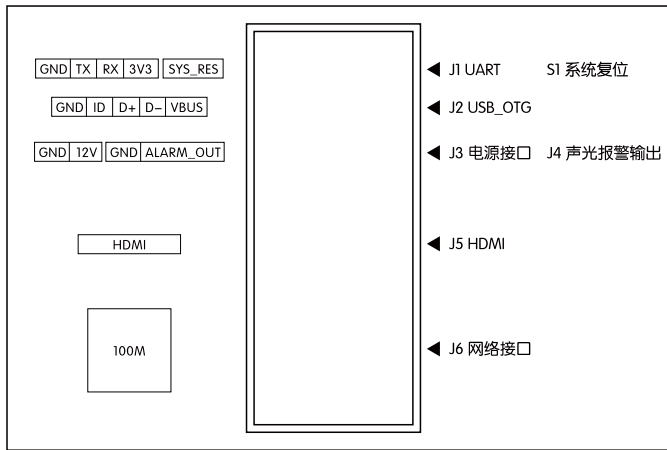 GND TX RX 3V3 SYS_RES J1 UART S1 系统复位
GND ID D+ D− VBUS J2 USB_OTG
GND 12V GND ALARM_OUT J3 电源接口 J4 声光报警输出
HDMI J5 HDMI
100M J6 网络接口